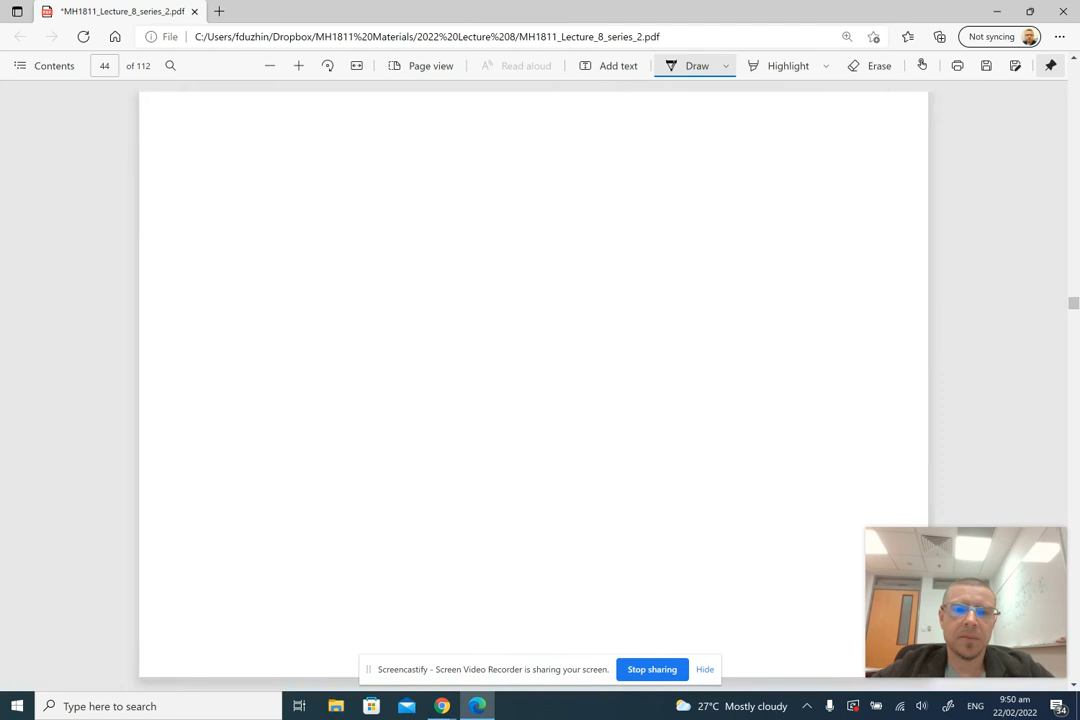 *MH1811_Lecture_8_series_2.pdf
File C:/Users/fduzhin/Dropbox/MH1811%20Materials/2022%20Lecture%208/MH1811_Lecture_8_series_2.pdf Not syncing
Contents 44 of 112 Page view Read aloud Add text Draw Highlight Erase
Screencastify - Screen Video Recorder is sharing your screen. Stop sharing Hide
Type here to search 27°C Mostly cloudy ENG 9:50 am
22/02/2022 34